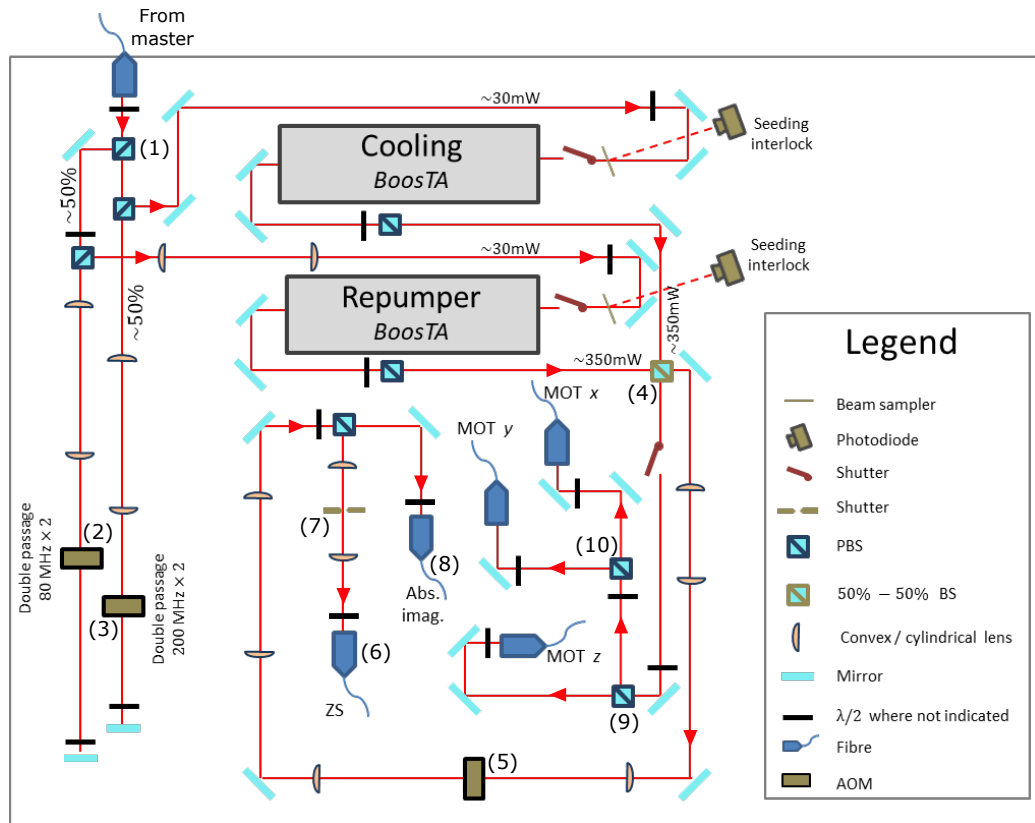 From
master
(1)
~30mW
Cooling
BoosTA
Seeding
interlock
~50%
~50%
~30mW
Repumper
BoosTA
Seeding
interlock
~350mW
~350mW
(4)
MOT x
MOT y
(7)
(8)
Abs.
imag.
(10)
(6)
ZS
MOT z
(9)
(5)
(2)
Double passage
80 MHz × 2
(3)
Double passage
200 MHz × 2
Legend
Beam sampler
Photodiode
Shutter
Shutter
PBS
50% − 50% BS
Convex / cylindrical lens
Mirror
λ/2 where not indicated
Fibre
AOM